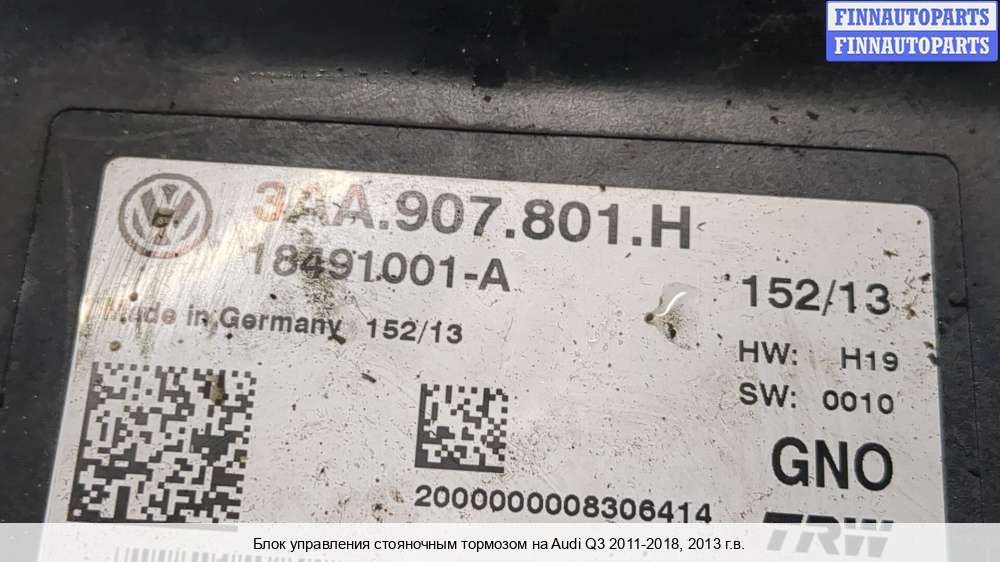 FINNAUTOPARTS
FINNAUTOPARTS
3AA.907.801.H
18491001-A
Made in Germany 152/13
152/13
HW: H19
SW: 0010
GNO
2000000008306414
TRW
Блок управления стояночным тормозом на Audi Q3 2011-2018, 2013 г.в.